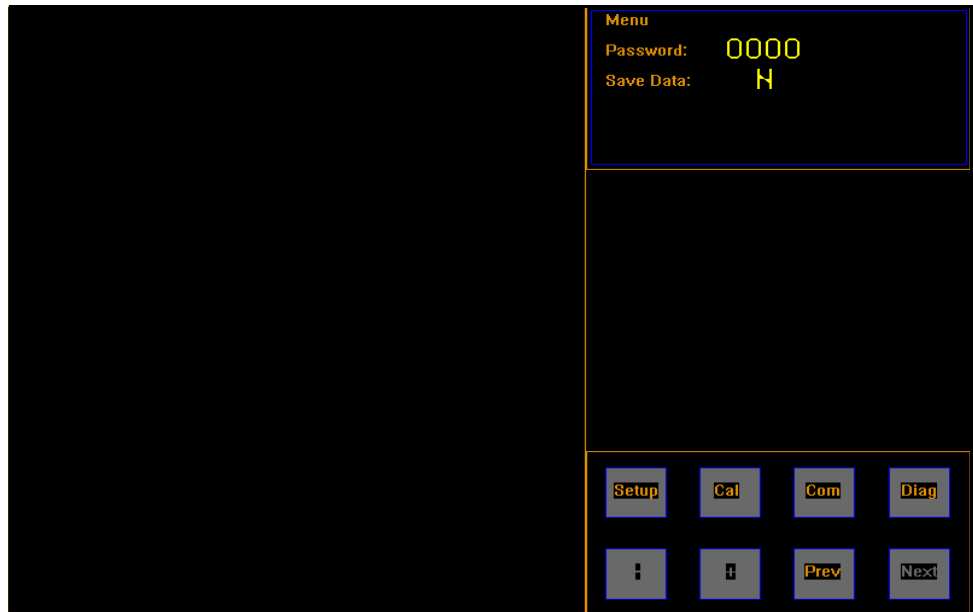 Menu
Password: 0000
Save Data: N
Setup Cal Com Diag
- + Prev Next